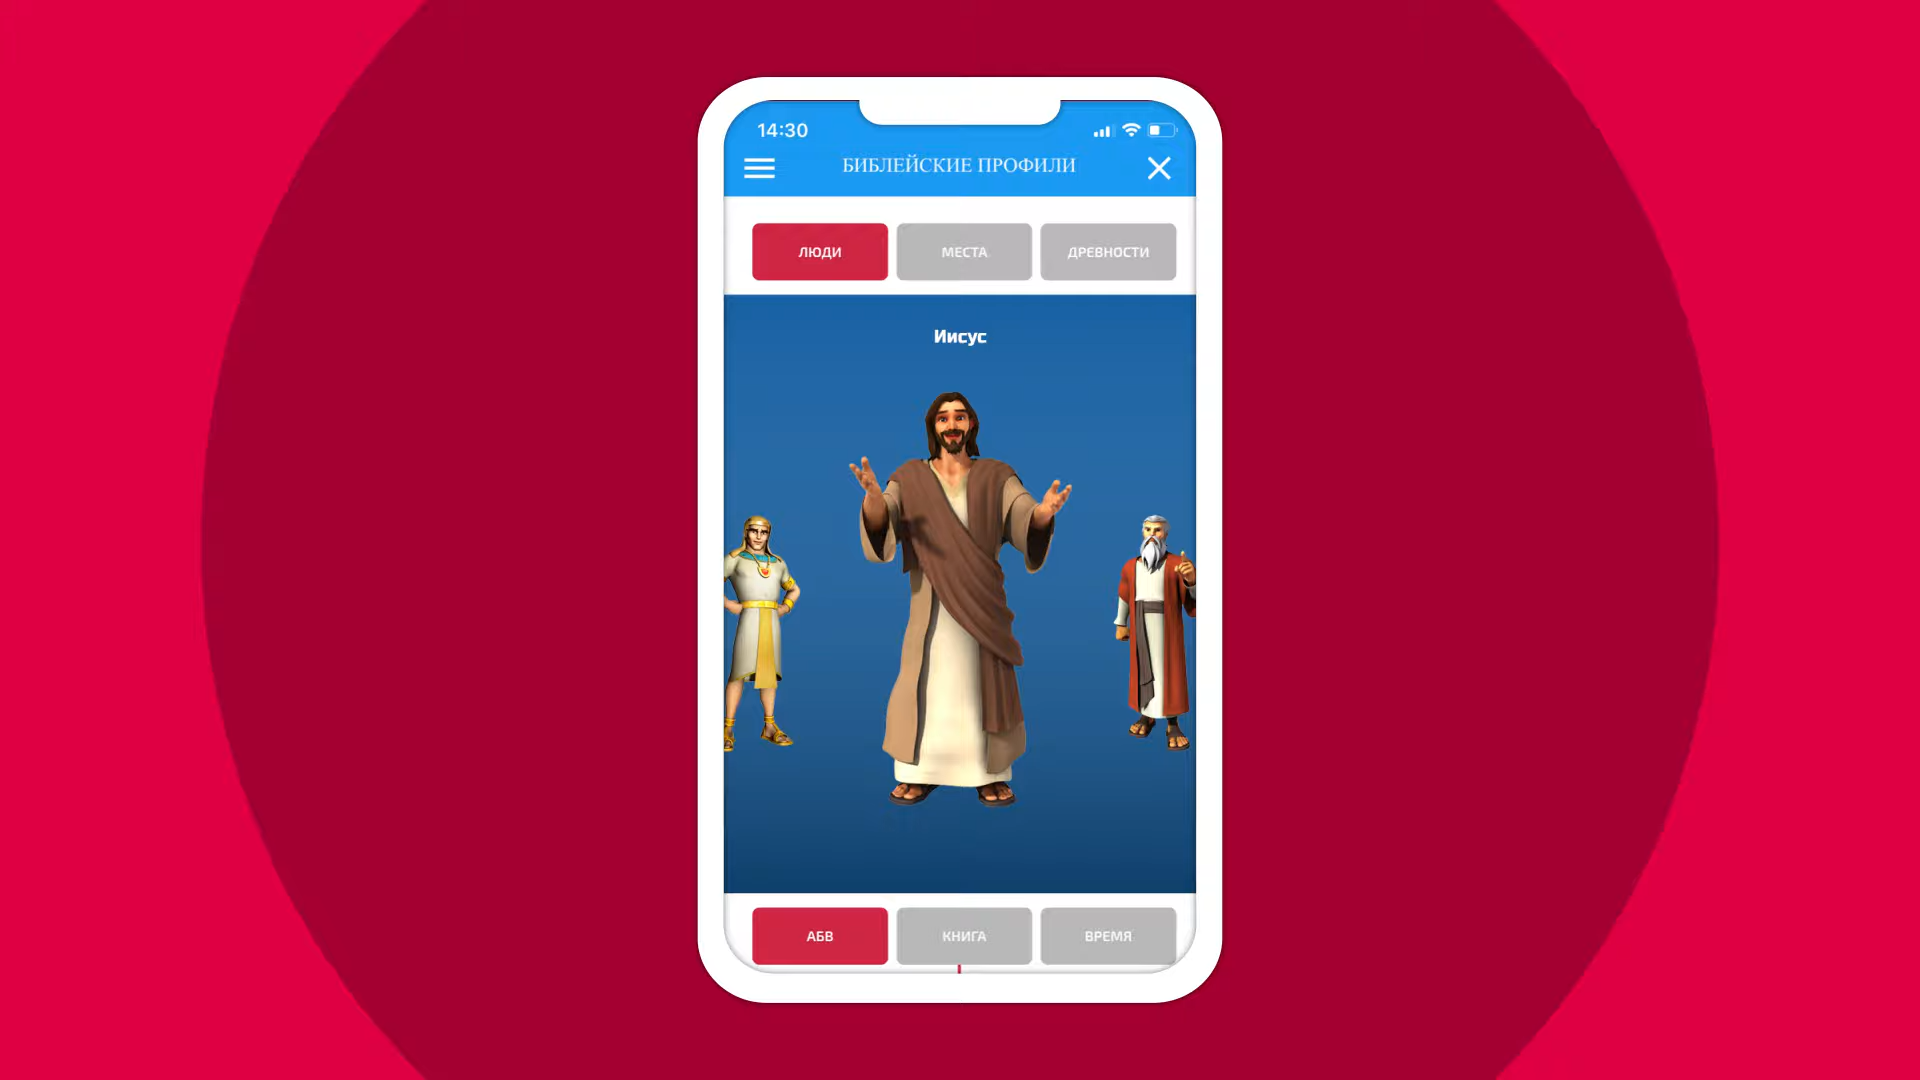 14:30
БИБЛЕЙСКИЕ ПРОФИЛИ
ЛЮДИ МЕСТА ДРЕВНОСТИ
Иисус
АБВ КНИГА ВРЕМЯ